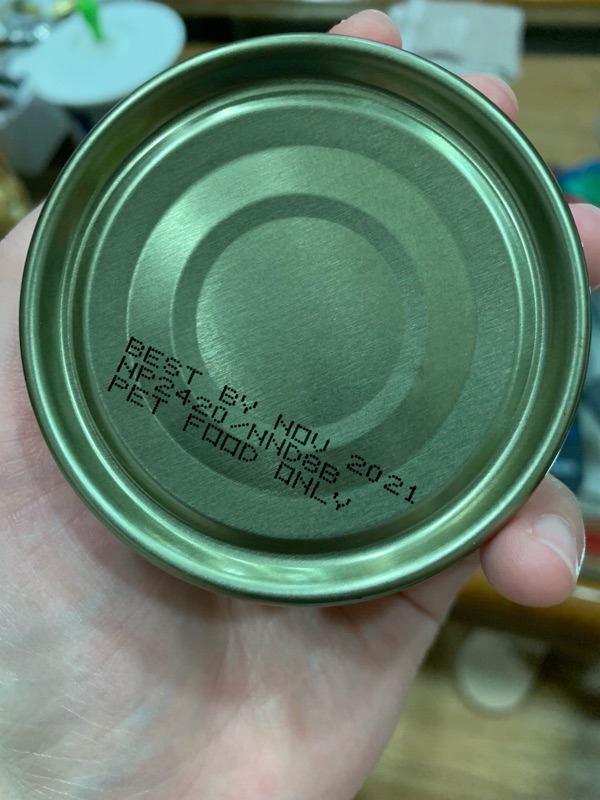 BEST BY NOV 2021
NP2420/NND8B
PET FOOD ONLY